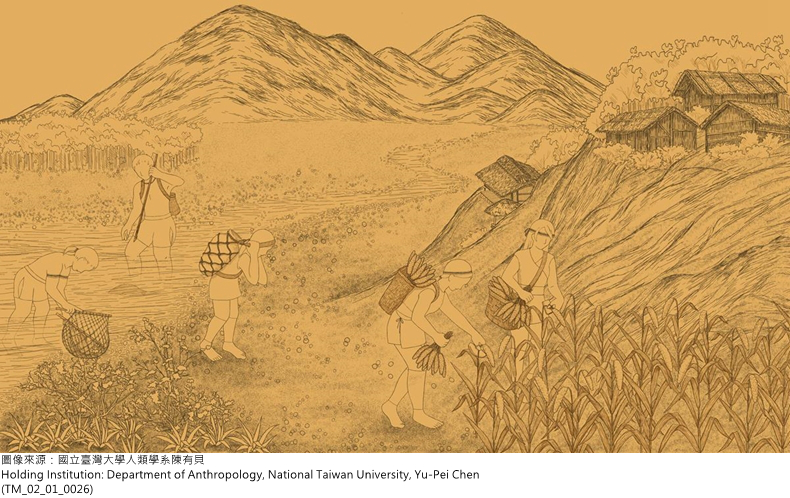 圖像來源：國立臺灣大學人類學系陳有貝
Holding Institution: Department of Anthropology, National Taiwan University, Yu-Pei Chen
(TM_02_01_0026)